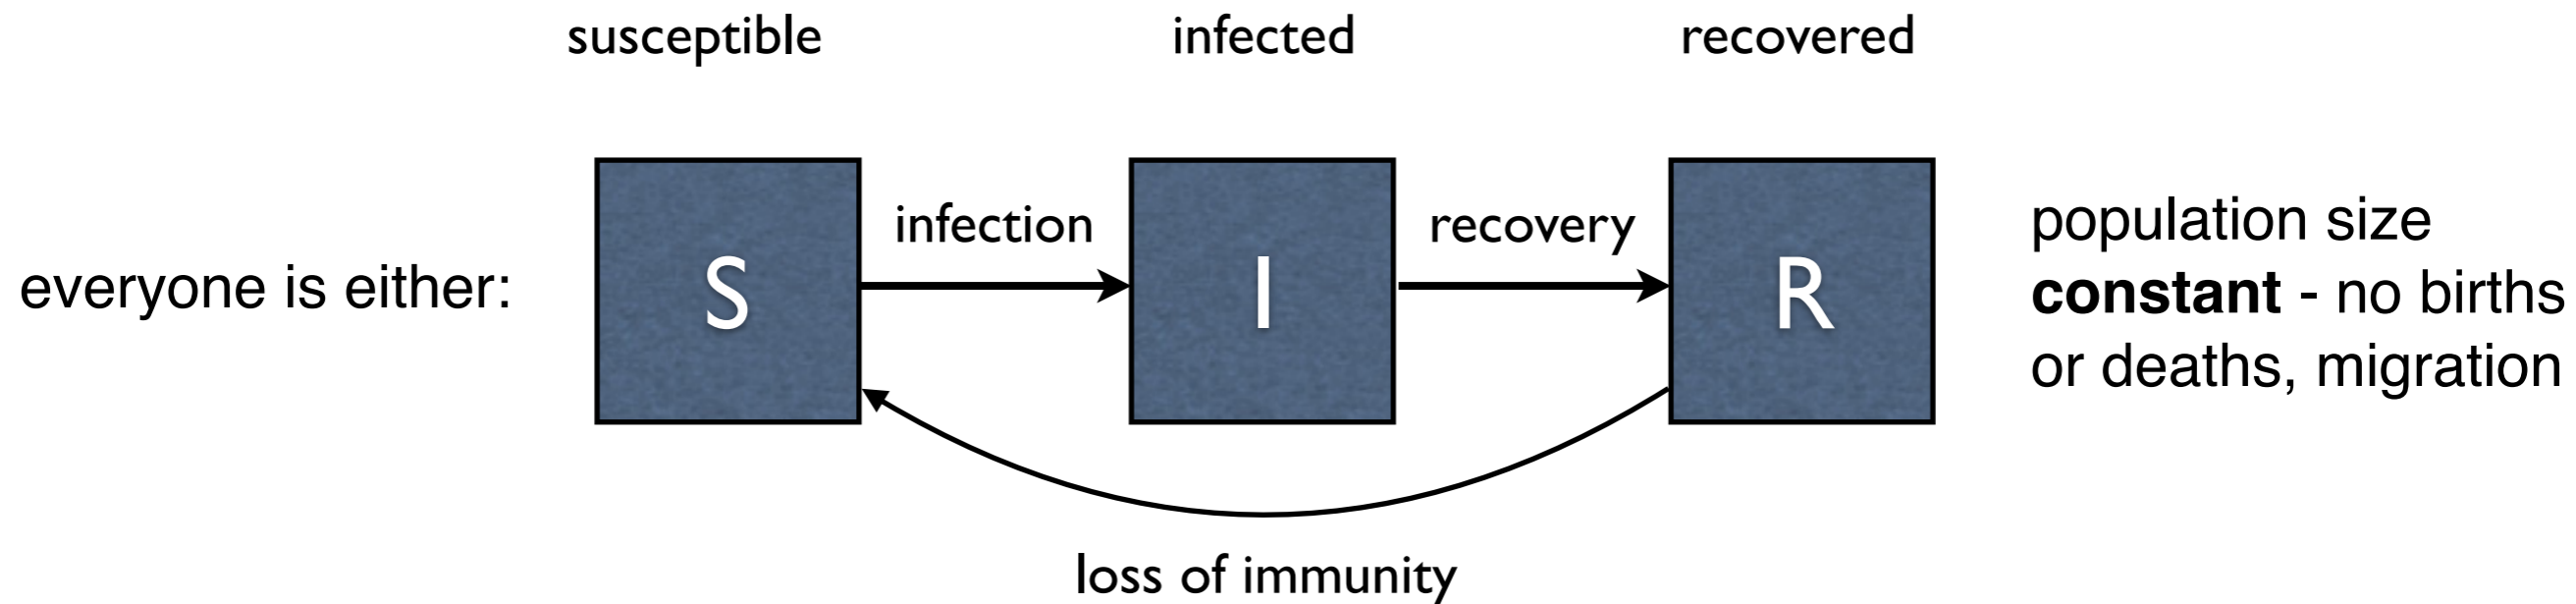 susceptible infected recovered
everyone is either:
S
infection
I
recovery
R
population size
constant - no births
or deaths, migration
loss of immunity